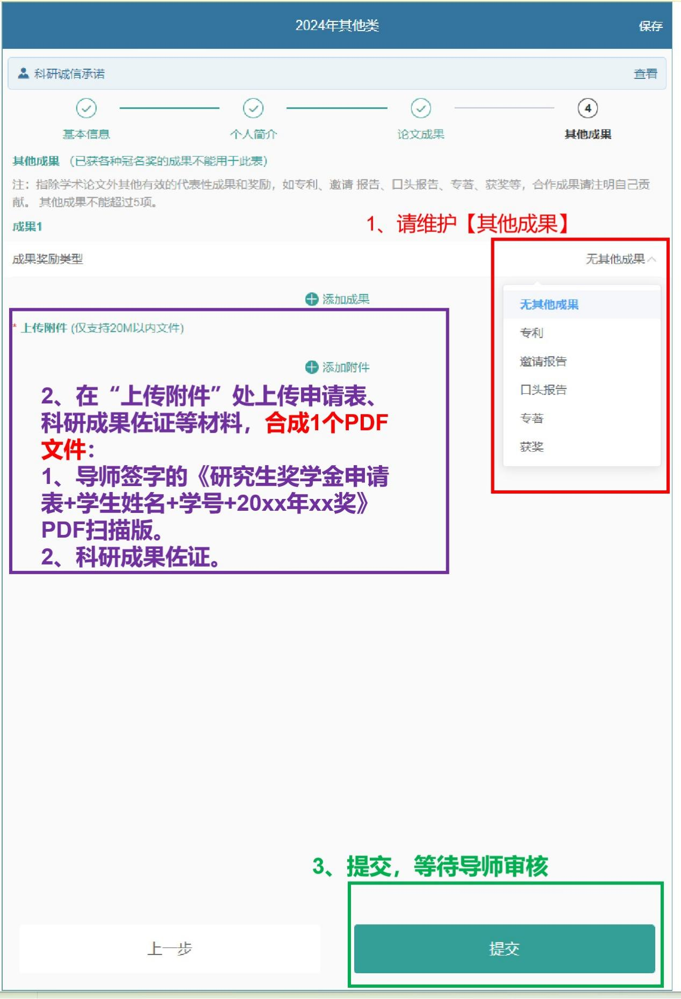 2024年其他类
保存
科研诚信承诺
查看
4
基本信息
个人简介
论文成果
其他成果
其他成果 （已获各种冠名奖的成果不能用于此表）
注：指除学术论文外其他有效的代表性成果和奖励，如专利、邀请 报告、口头报告、专著、获奖等，合作成果请注明自己贡
献。 其他成果不能超过5项。
成果1
1、请维护【其他成果】
成果奖励类型
无其他成果
添加成果
无其他成果
专利
邀请报告
口头报告
专著
获奖
* 上传附件 (仅支持20M以内文件)
添加附件
2、在“上传附件”处上传申请表、
科研成果佐证等材料，合成1个PDF
文件：
1、导师签字的《研究生奖学金申请
表+学生姓名+学号+20xx年xx奖》
PDF扫描版。
2、科研成果佐证。
3、提交，等待导师审核
上一步
提交